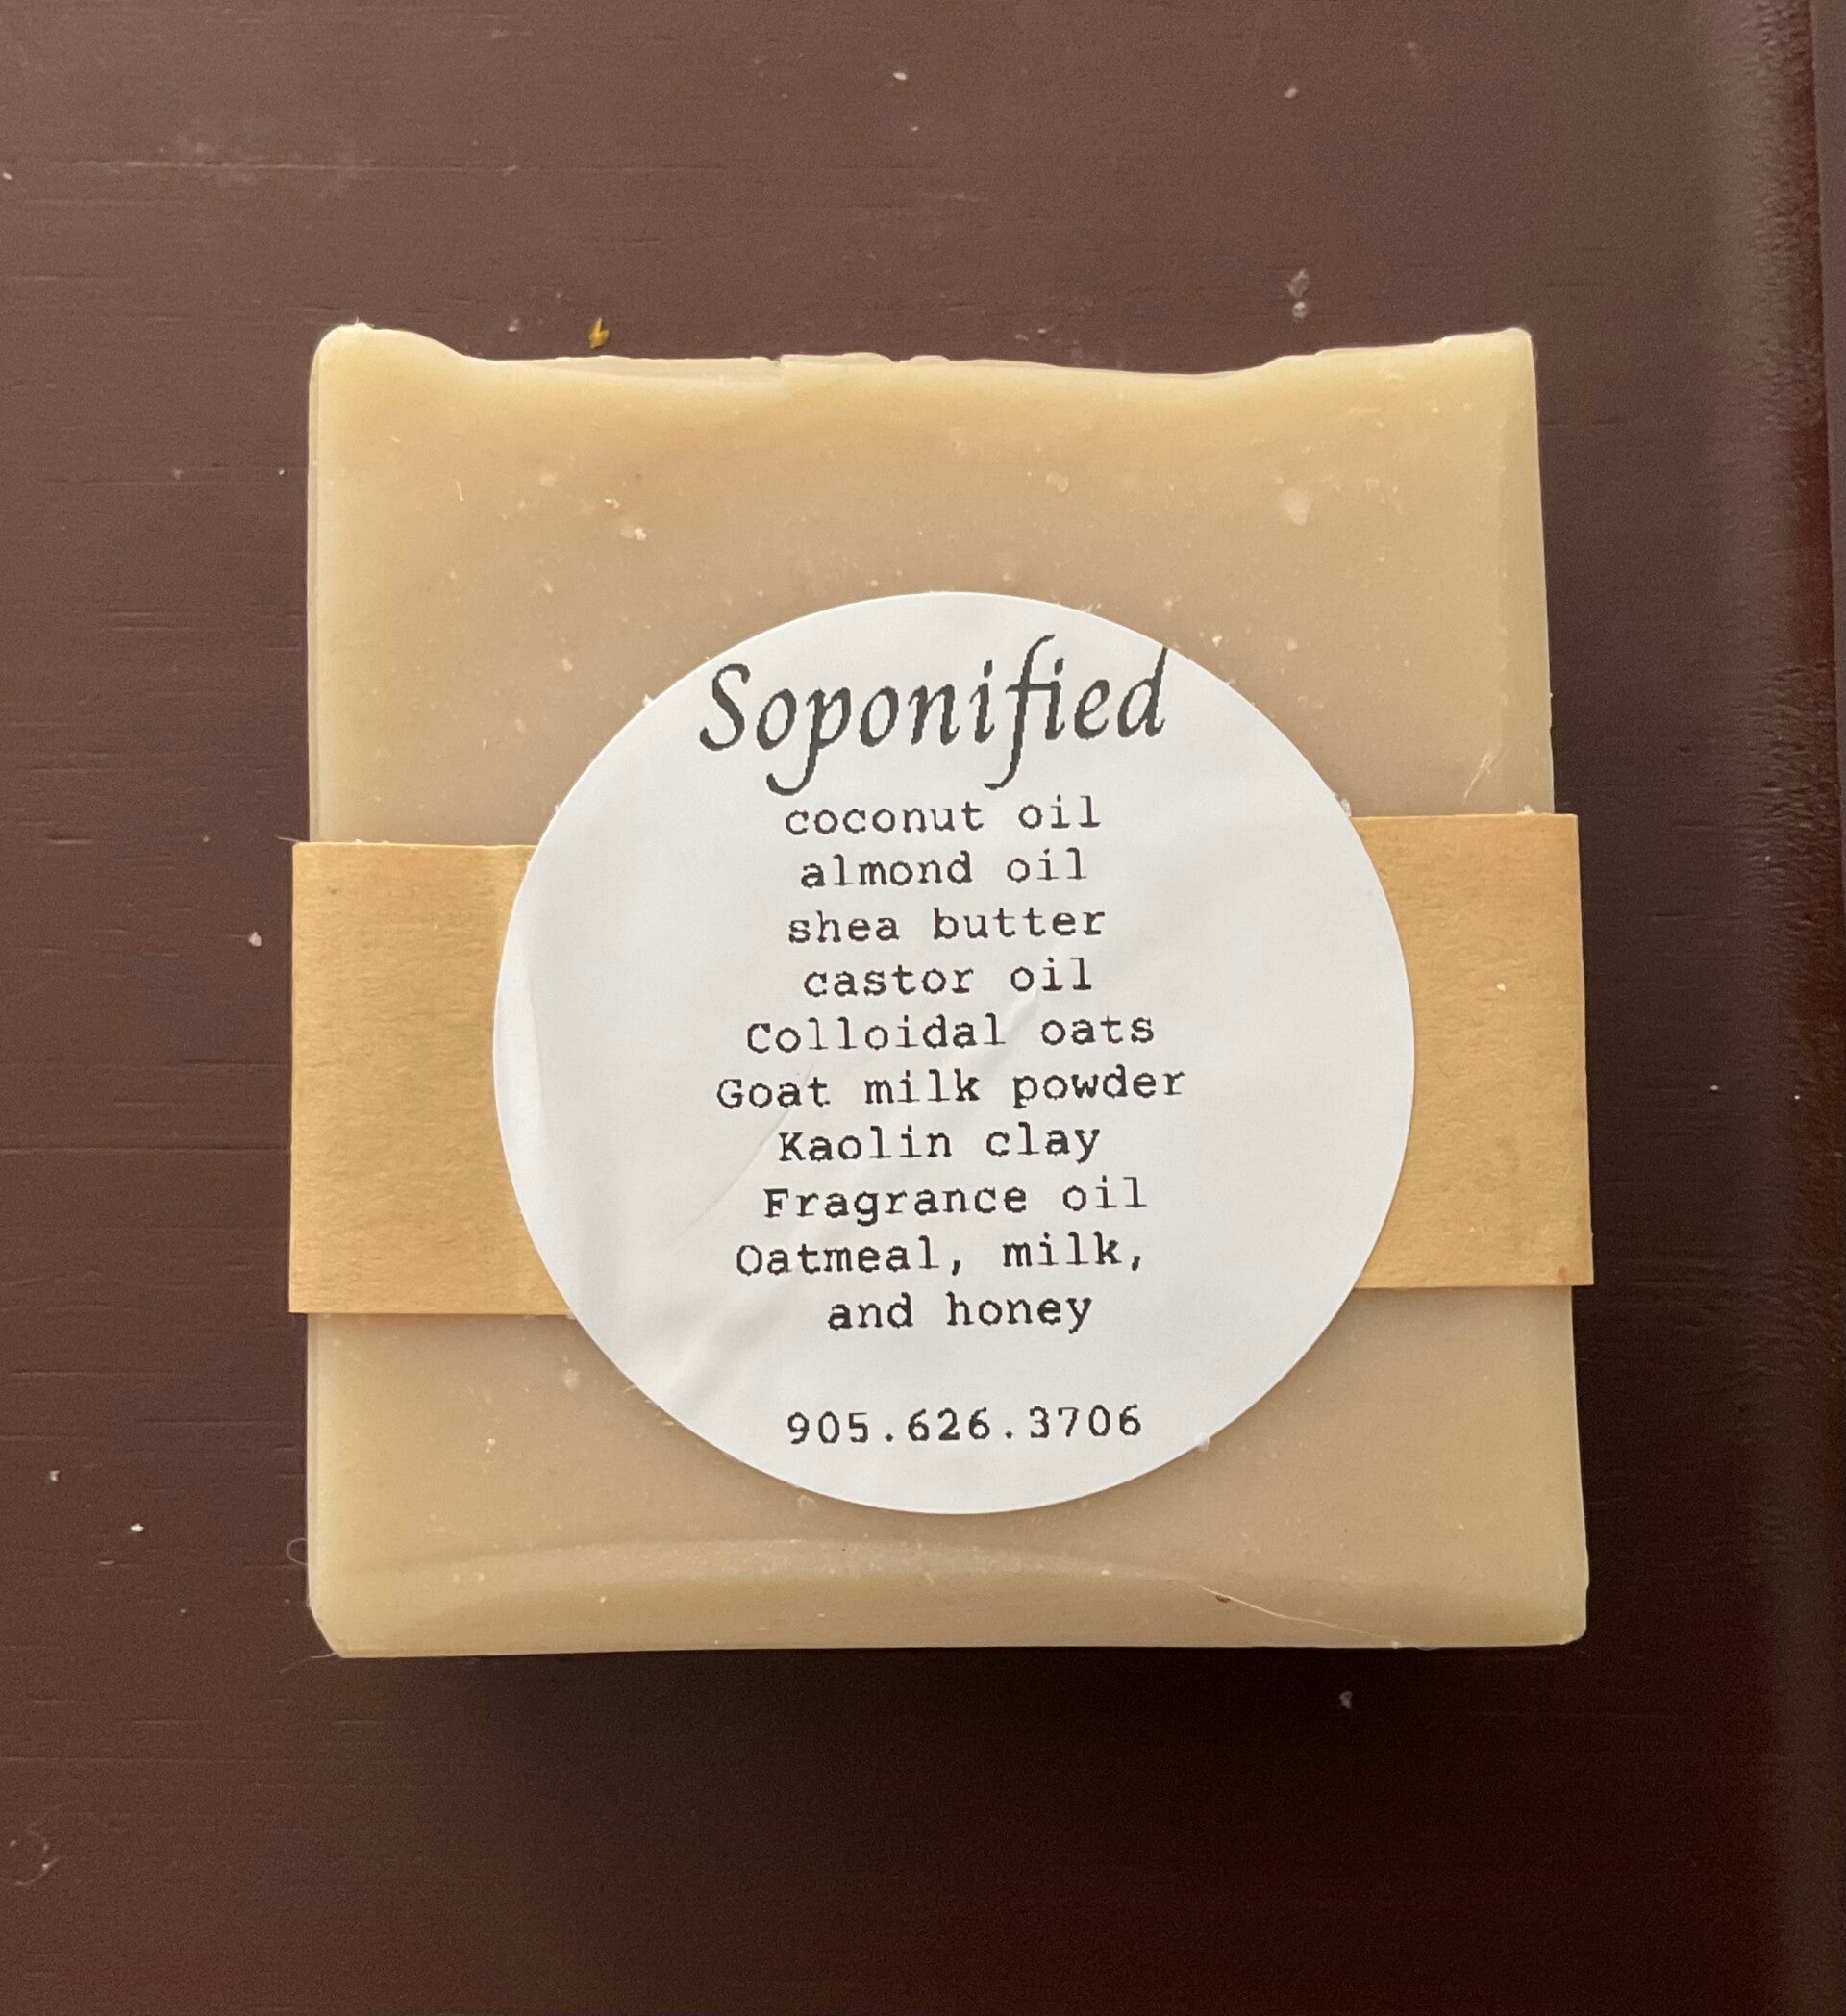 Soponified
coconut oil
almond oil
shea butter
castor oil
Colloidal oats
Goat milk powder
Kaolin clay
Fragrance oil
Oatmeal, milk,
and honey
905.626.3706